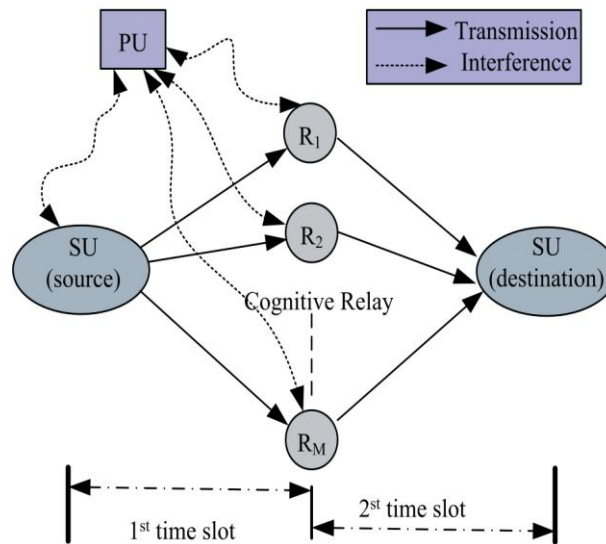 PU
Transmission
Interference
R1
R2
SU
(source)
SU
(destination)
Cognitive Relay
RM
1st time slot
2st time slot